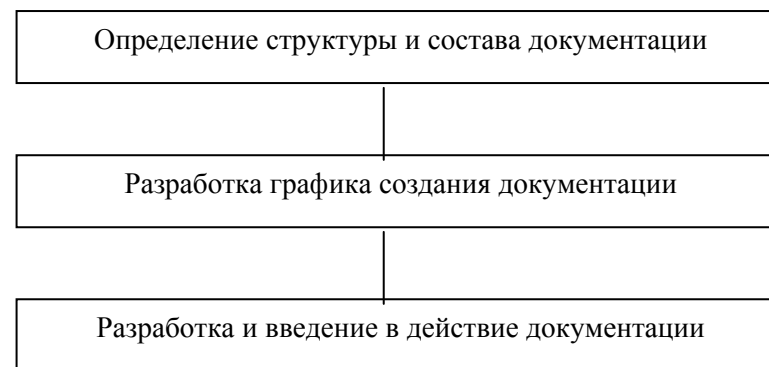 Определение структуры и состава документации
Разработка графика создания документации
Разработка и введение в действие документации